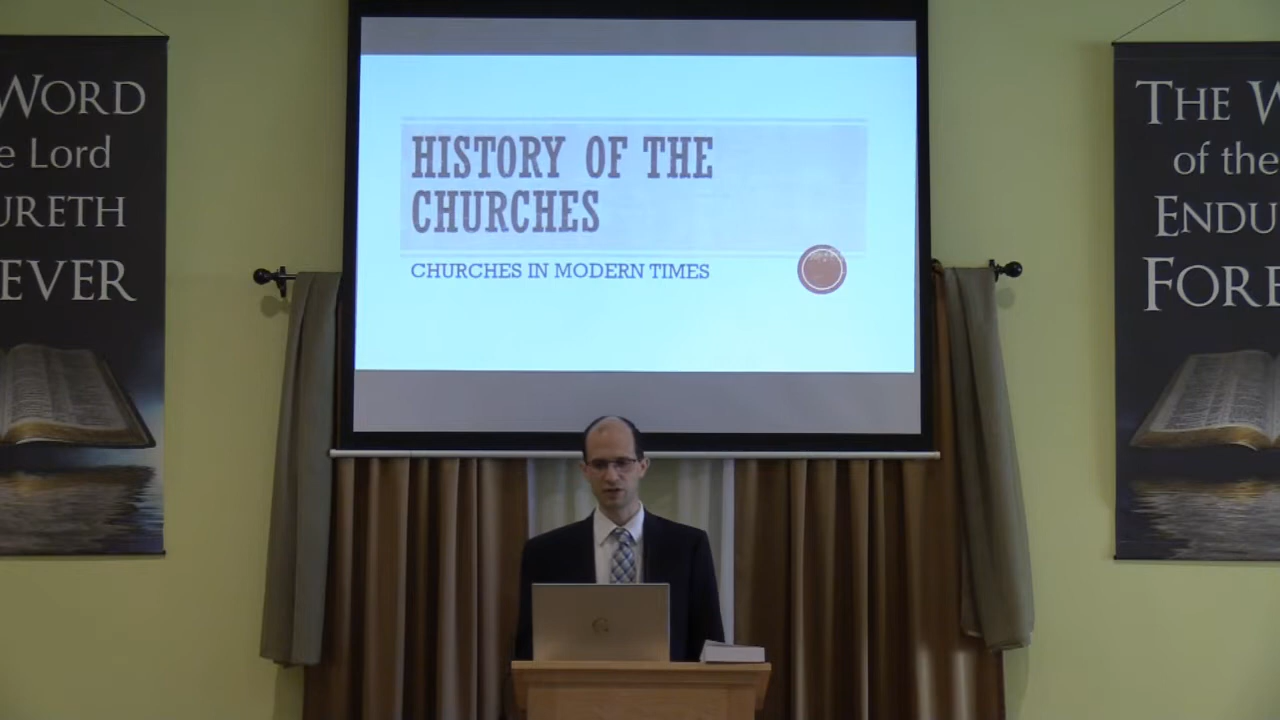 WORD
e Lord
URETH
EVER
HISTORY OF THE
CHURCHES
CHURCHES IN MODERN TIMES
THE W
of the
ENDU
FORE